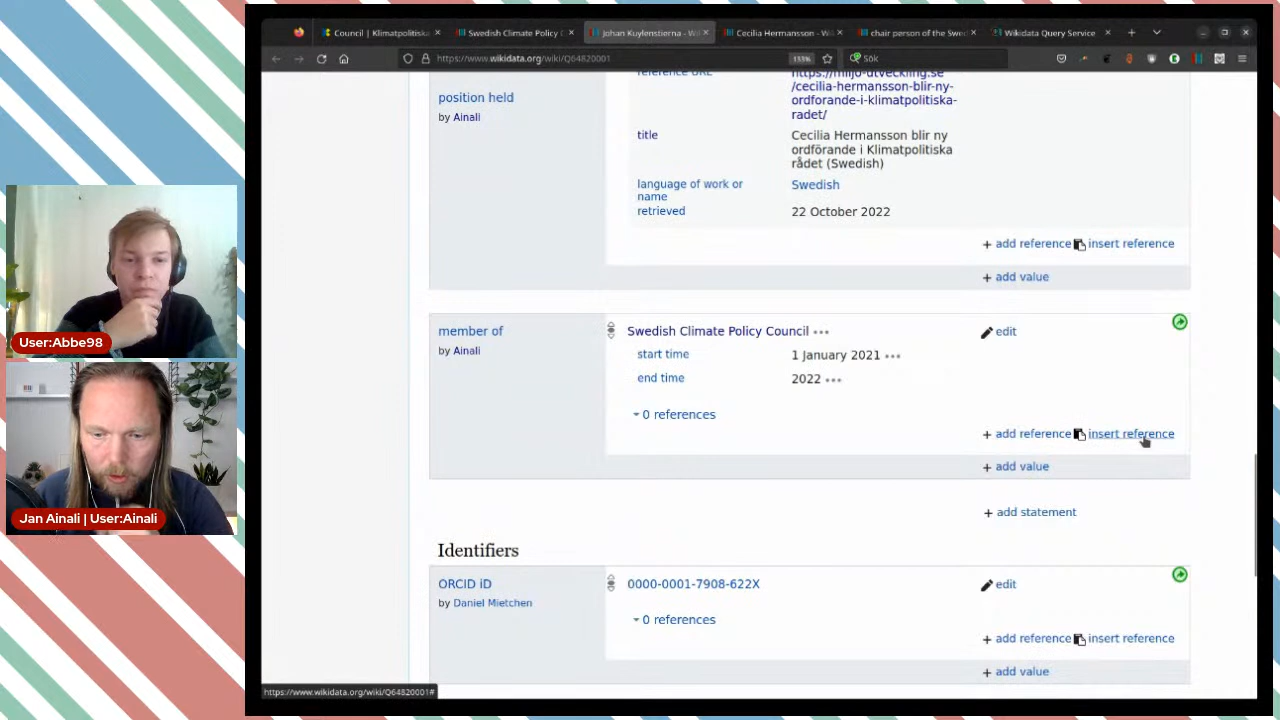 Council | Klimatpolitiska
Swedish Climate Policy C
Johan Kuylenstierna - Wi
Cecilia Hermansson - Wi
chair person of the Swed
Wikidata Query Service
https://www.wikidata.org/wiki/Q64820001
133%
Sök
reference URL
https://miljo-utveckling.se
/cecilia-hermansson-blir-ny-
ordforande-i-klimatpolitiska-
radet/
position held
by Ainali
title
Cecilia Hermansson blir ny
ordförande i Klimatpolitiska
rådet (Swedish)
language of work or
name
Swedish
retrieved
22 October 2022
+ add reference
insert reference
+ add value
member of
by Ainali
Swedish Climate Policy Council
edit
start time
1 January 2021
end time
2022
0 references
+ add reference
insert reference
+ add value
+ add statement
Identifiers
ORCID iD
by Daniel Mietchen
0000-0001-7908-622X
edit
0 references
+ add reference
insert reference
+ add value
https://www.wikidata.org/wiki/Q64820001#
User:Abbe98
Jan Ainali | User:Ainali